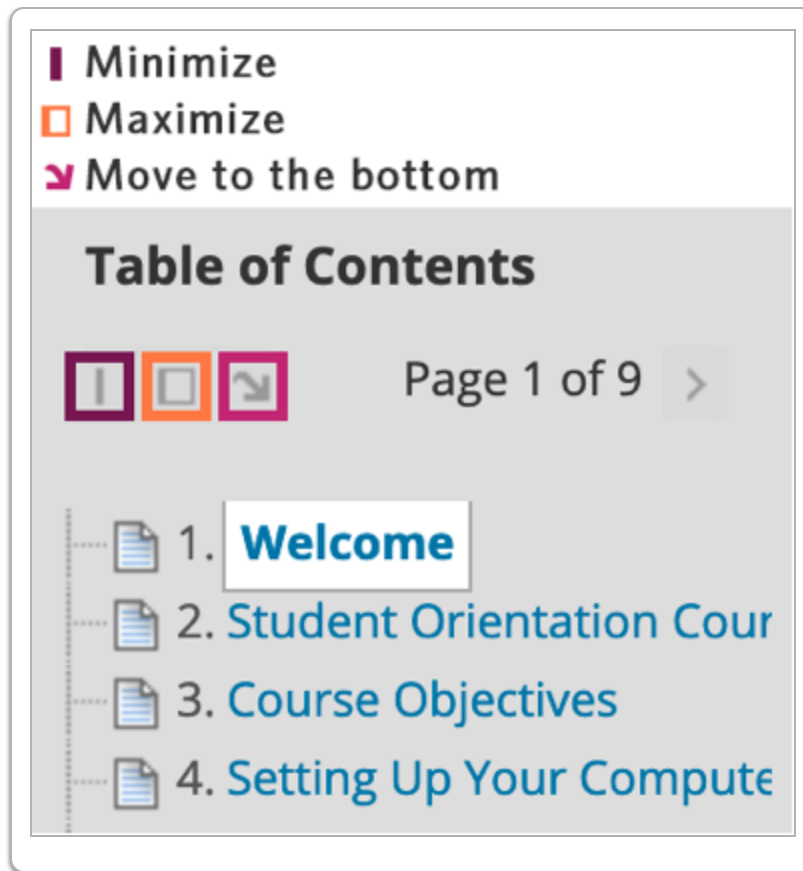 Minimize
Maximize
Move to the bottom
Table of Contents
Page 1 of 9
1. Welcome
2. Student Orientation Cour
3. Course Objectives
4. Setting Up Your Compute